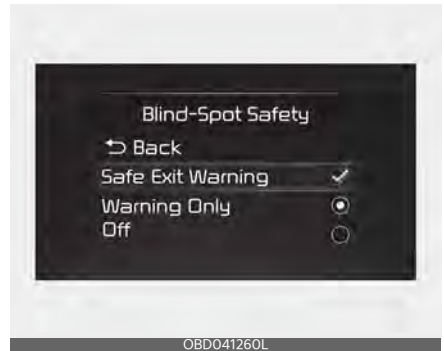 Blind-Spot Safety
Back
Safe Exit Warning
Warning Only
Off
OBD041260L